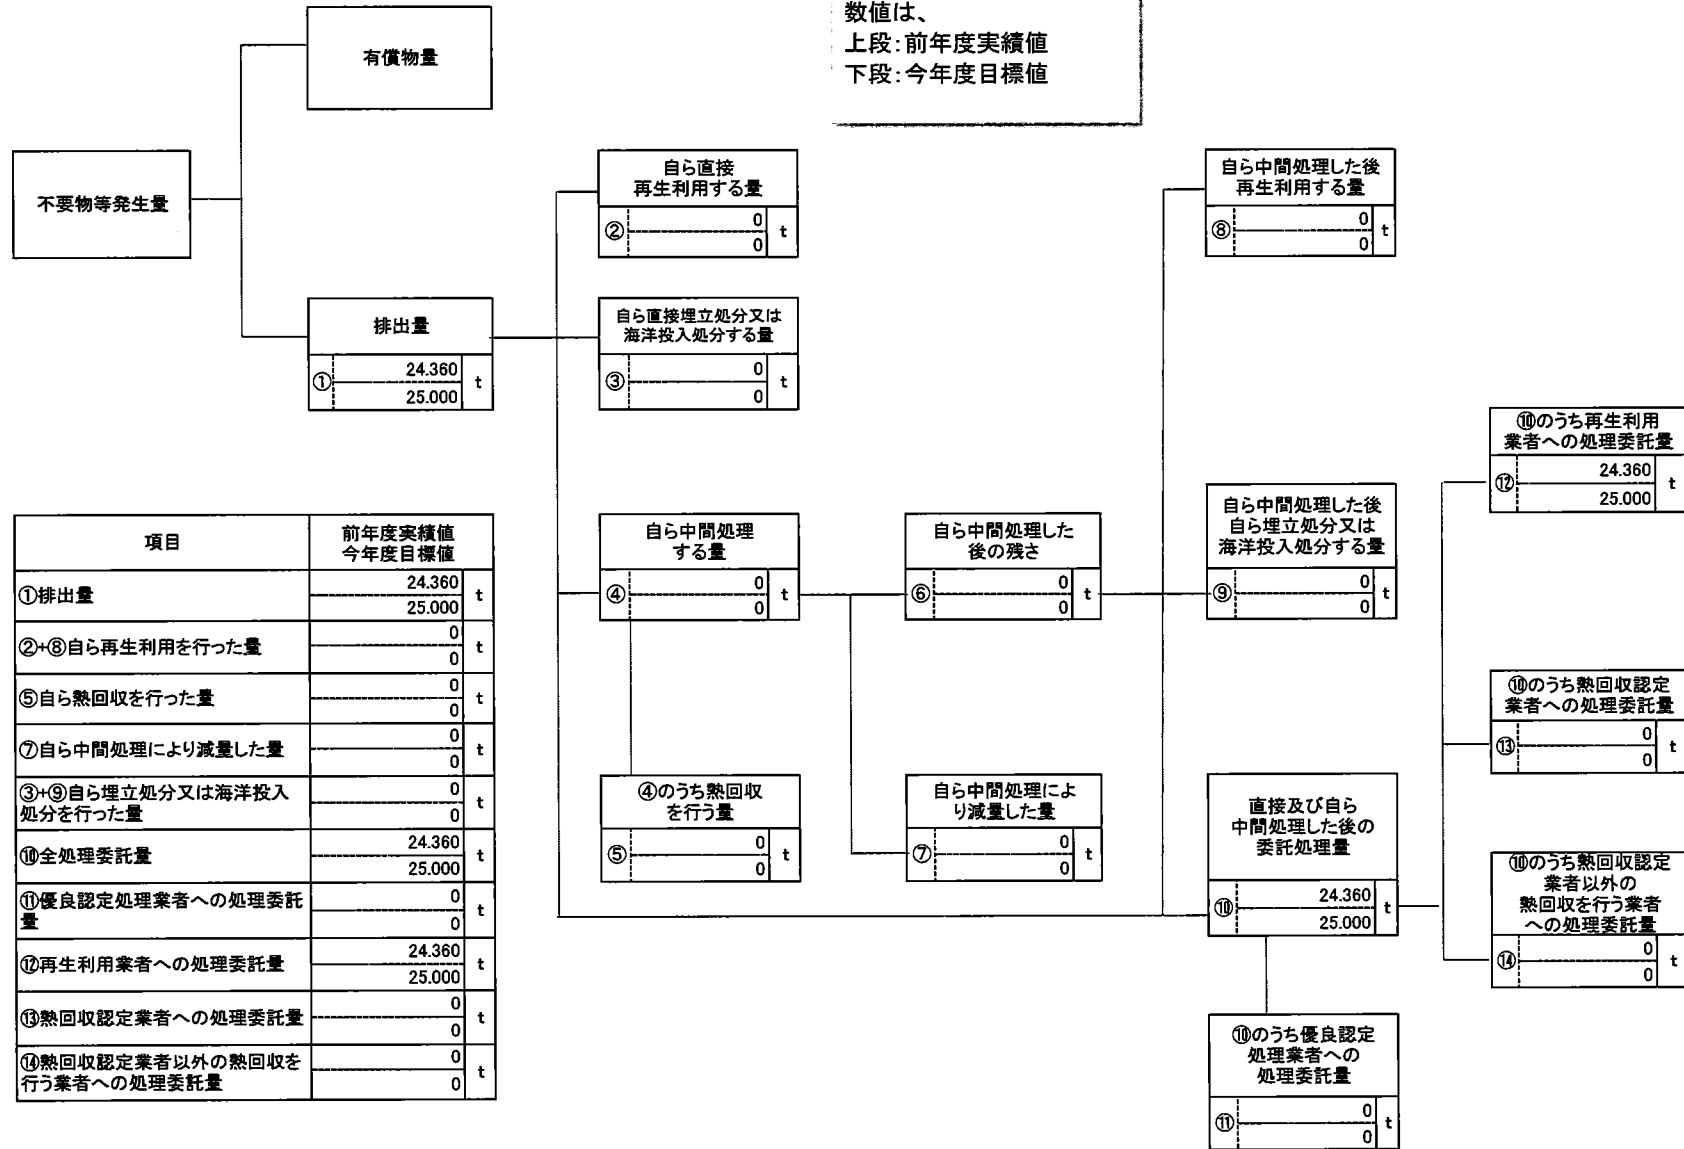 数値は、
上段：前年度実績値
下段：今年度目標値
有償物量
不要物等発生量
排出量
① 24.360 t
25.000
自ら直接
再生利用する量
② 0 t
0
自ら直接埋立処分又は
海洋投入処分する量
③ 0 t
0
自ら中間処理
する量
④ 0 t
0
④のうち熱回収
を行う量
⑤ 0 t
0
自ら中間処理した
後の残さ
⑥ 0 t
0
自ら中間処理によ
り減量した量
⑦ 0 t
0
自ら中間処理した後
再生利用する量
⑧ 0 t
0
自ら中間処理した後
自ら埋立処分又は
海洋投入処分する量
⑨ 0 t
0
直接及び自ら
中間処理した後の
委託処理量
⑩ 24.360 t
25.000
⑩のうち優良認定
処理業者への
処理委託量
⑪ 0 t
0
⑩のうち再生利用
業者への処理委託量
⑫ 24.360 t
25.000
⑩のうち熱回収認定
業者への処理委託量
⑬ 0 t
0
⑩のうち熱回収認定
業者以外の
熱回収を行う業者
への処理委託量
⑭ 0 t
0
項目 前年度実績値
今年度目標値
①排出量 24.360 t
25.000
②+⑧自ら再生利用を行った量 0 t
0
⑤自ら熱回収を行った量 0 t
0
⑦自ら中間処理により減量した量 0 t
0
③+⑨自ら埋立処分又は海洋投入
処分を行った量 0 t
0
⑩全処理委託量 24.360 t
25.000
⑪優良認定処理業者への処理委託
量 0 t
0
⑫再生利用業者への処理委託量 24.360 t
25.000
⑬熱回収認定業者への処理委託量 0 t
0
⑭熱回収認定業者以外の熱回収を
行う業者への処理委託量 0 t
0